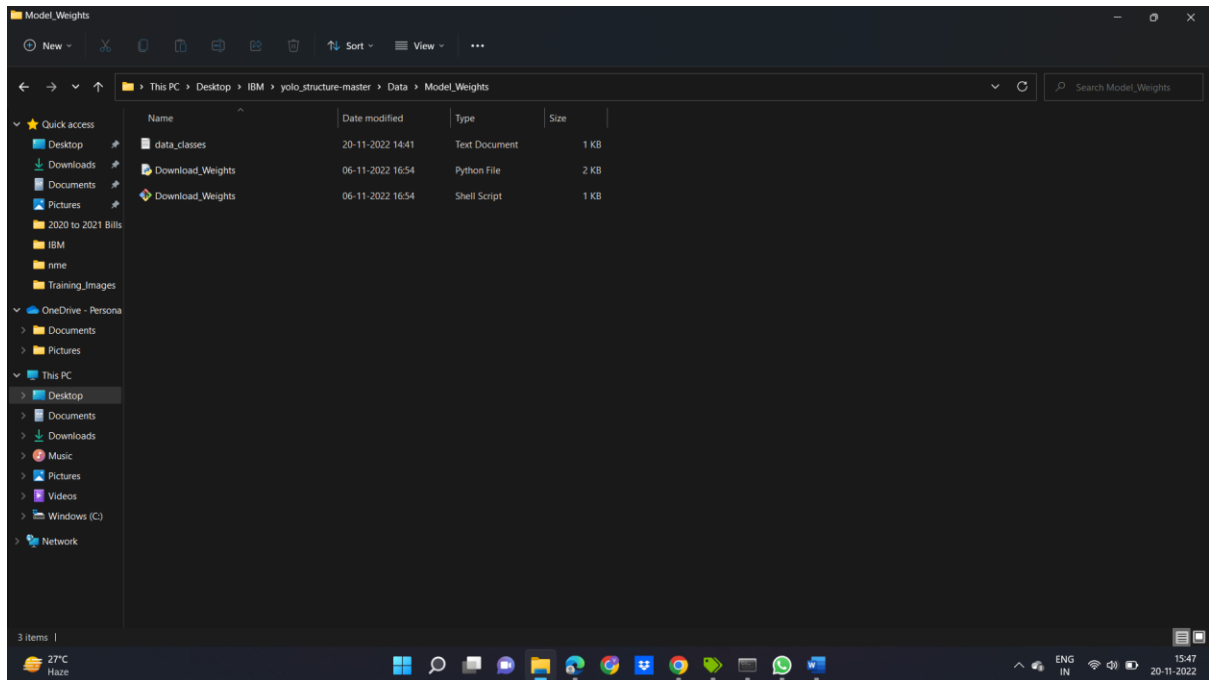 Model_Weights
New
Sort
View
This PC > Desktop > IBM > yolo_structure-master > Data > Model_Weights
Search Model_Weights
Name Date modified Type Size
data_classes 20-11-2022 14:41 Text Document 1 KB
Download_Weights 06-11-2022 16:54 Python File 2 KB
Download_Weights 06-11-2022 16:54 Shell Script 1 KB
Quick access
Desktop
Downloads
Documents
Pictures
2020 to 2021 Bills
IBM
nme
Training_Images
OneDrive - Persona
Documents
Pictures
This PC
Desktop
Documents
Downloads
Music
Pictures
Videos
Windows (C:)
Network
3 items
27°C
Haze
ENG
IN
15:47
20-11-2022